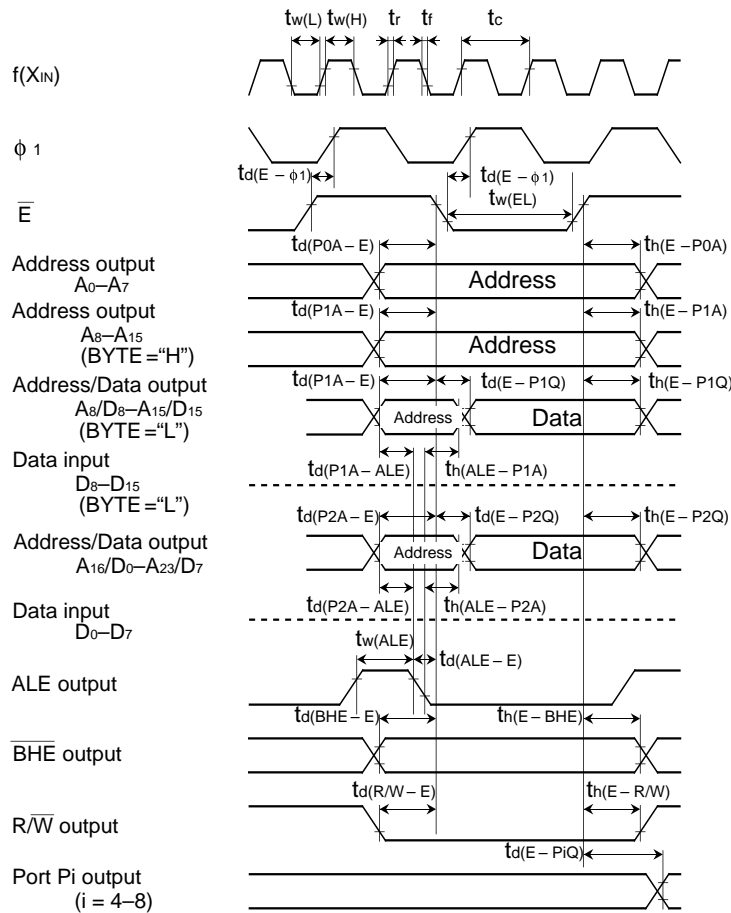 tw(L) tw(H) tr tf tc
f(XIN)
ϕ 1
td(E – ϕ1) td(E – ϕ1)
E̅ tw(EL)
td(P0A – E) th(E – P0A)
Address output
A0–A7
Address
td(P1A – E) th(E – P1A)
Address output
A8–A15
(BYTE =“H”)
Address
td(P1A – E) td(E – P1Q) th(E – P1Q)
Address/Data output
A8/D8–A15/D15
(BYTE =“L”)
Address Data
td(P1A – ALE) th(ALE – P1A)
Data input
D8–D15
(BYTE =“L”)
td(P2A – E) td(E – P2Q) th(E – P2Q)
Address/Data output
A16/D0–A23/D7
Address Data
td(P2A – ALE) th(ALE – P2A)
Data input
D0–D7
tw(ALE) td(ALE – E)
ALE output
td(BHE – E) th(E – BHE)
B̅H̅E̅ output
td(R/W – E) th(E – R/W)
R/W̅ output
td(E – PiQ)
Port Pi output
(i = 4–8)